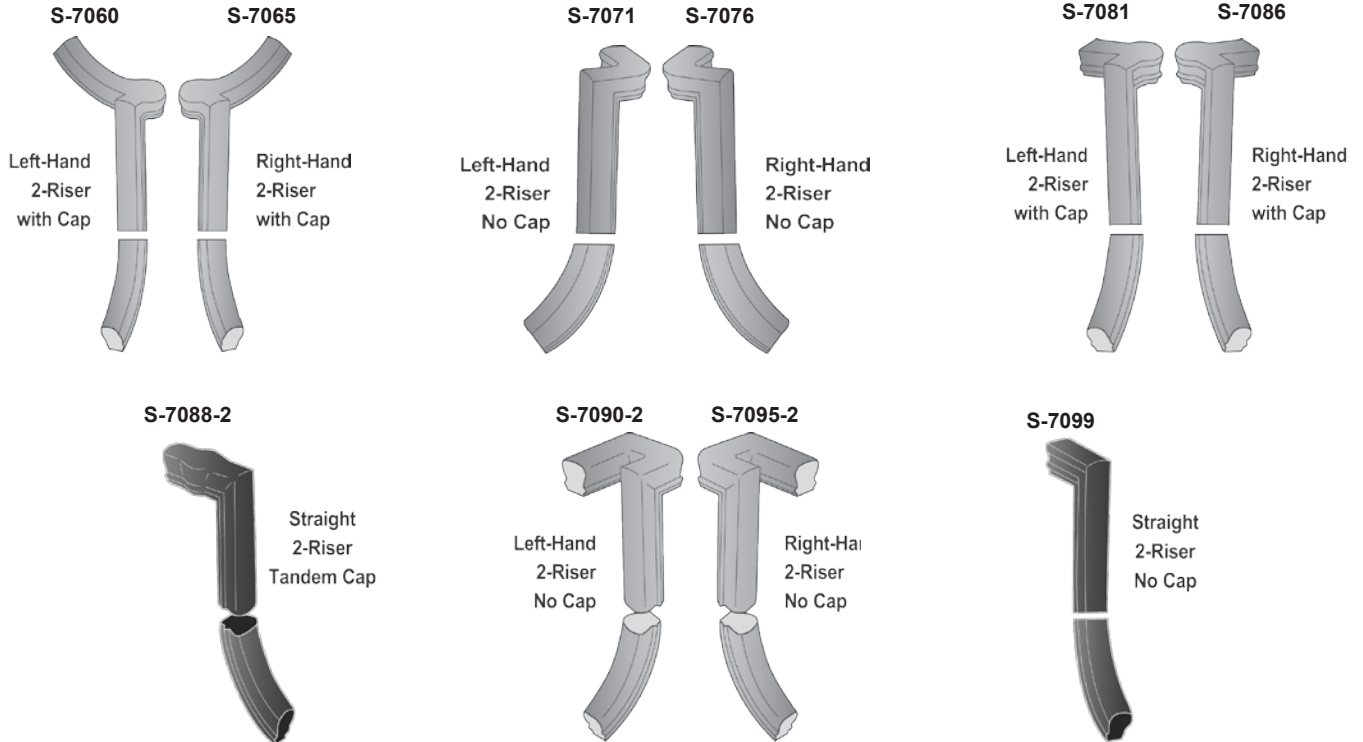 S-7060
S-7065
Left-Hand
2-Riser
with Cap
Right-Hand
2-Riser
with Cap
S-7071
S-7076
Left-Hand
2-Riser
No Cap
Right-Hand
2-Riser
No Cap
S-7081
S-7086
Left-Hand
2-Riser
with Cap
Right-Hand
2-Riser
with Cap
S-7088-2
Straight
2-Riser
Tandem Cap
S-7090-2
S-7095-2
Left-Hand
2-Riser
No Cap
Right-Ha
2-Riser
No Cap
S-7099
Straight
2-Riser
No Cap